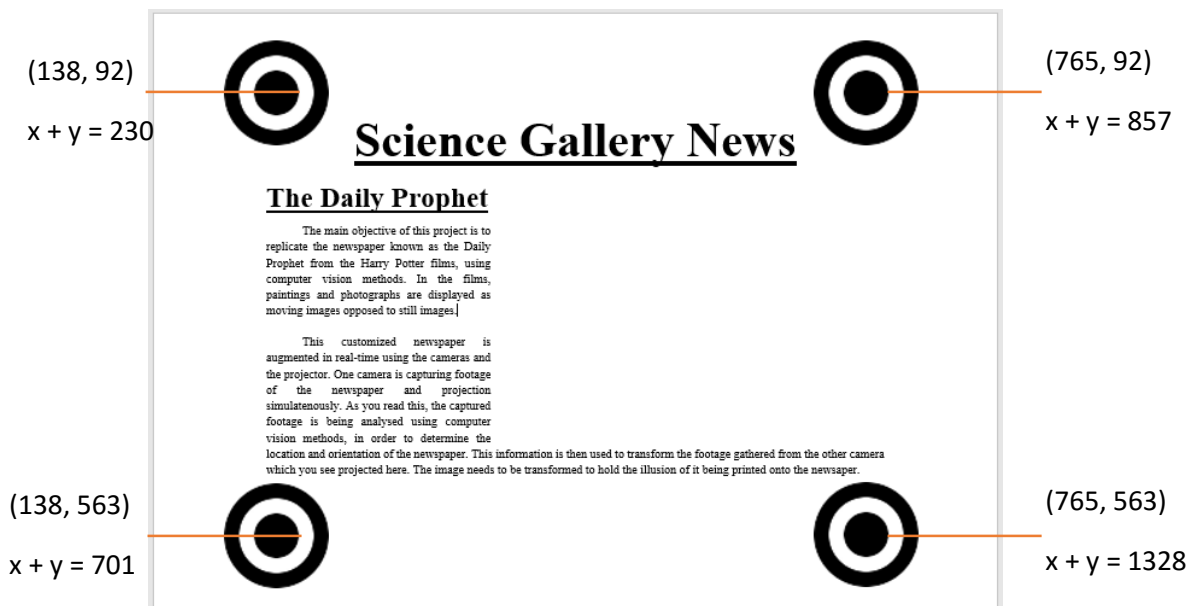 (138, 92)
x + y = 230
(765, 92)
x + y = 857
Science Gallery News
The Daily Prophet
The main objective of this project is to
replicate the newspaper known as the Daily
Prophet from the Harry Potter films, using
computer vision methods. In the films,
paintings and photographs are displayed as
moving images opposed to still images.
This customized newspaper is
augmented in real-time using the cameras and
the projector. One camera is capturing footage
of the newspaper and projection
simulatenously. As you read this, the captured
footage is being analysed using computer
vision methods, in order to determine the
location and orientation of the newspaper. This information is then used to transform the footage gathered from the other camera
which you see projected here. The image needs to be transformed to hold the illusion of it being printed onto the newsaper.
(138, 563)
x + y = 701
(765, 563)
x + y = 1328